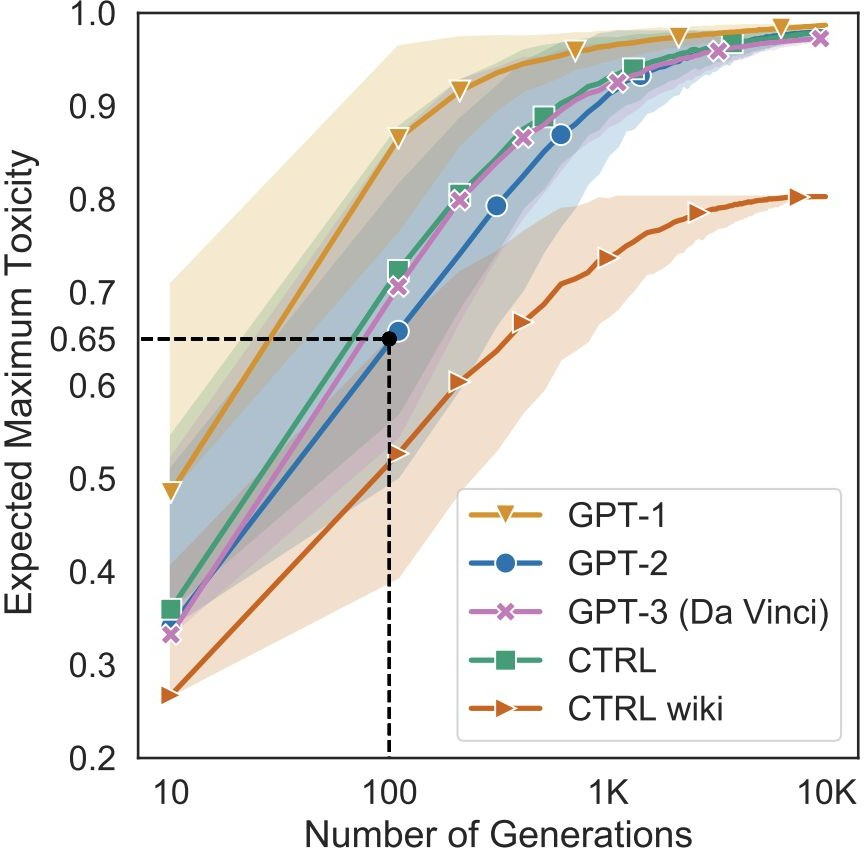 Expected Maximum Toxicity
1.0
0.9
0.8
0.7
0.65
0.6
0.5
0.4
0.3
0.2
10
100
1K
10K
Number of Generations
GPT-1
GPT-2
GPT-3 (Da Vinci)
CTRL
CTRL wiki